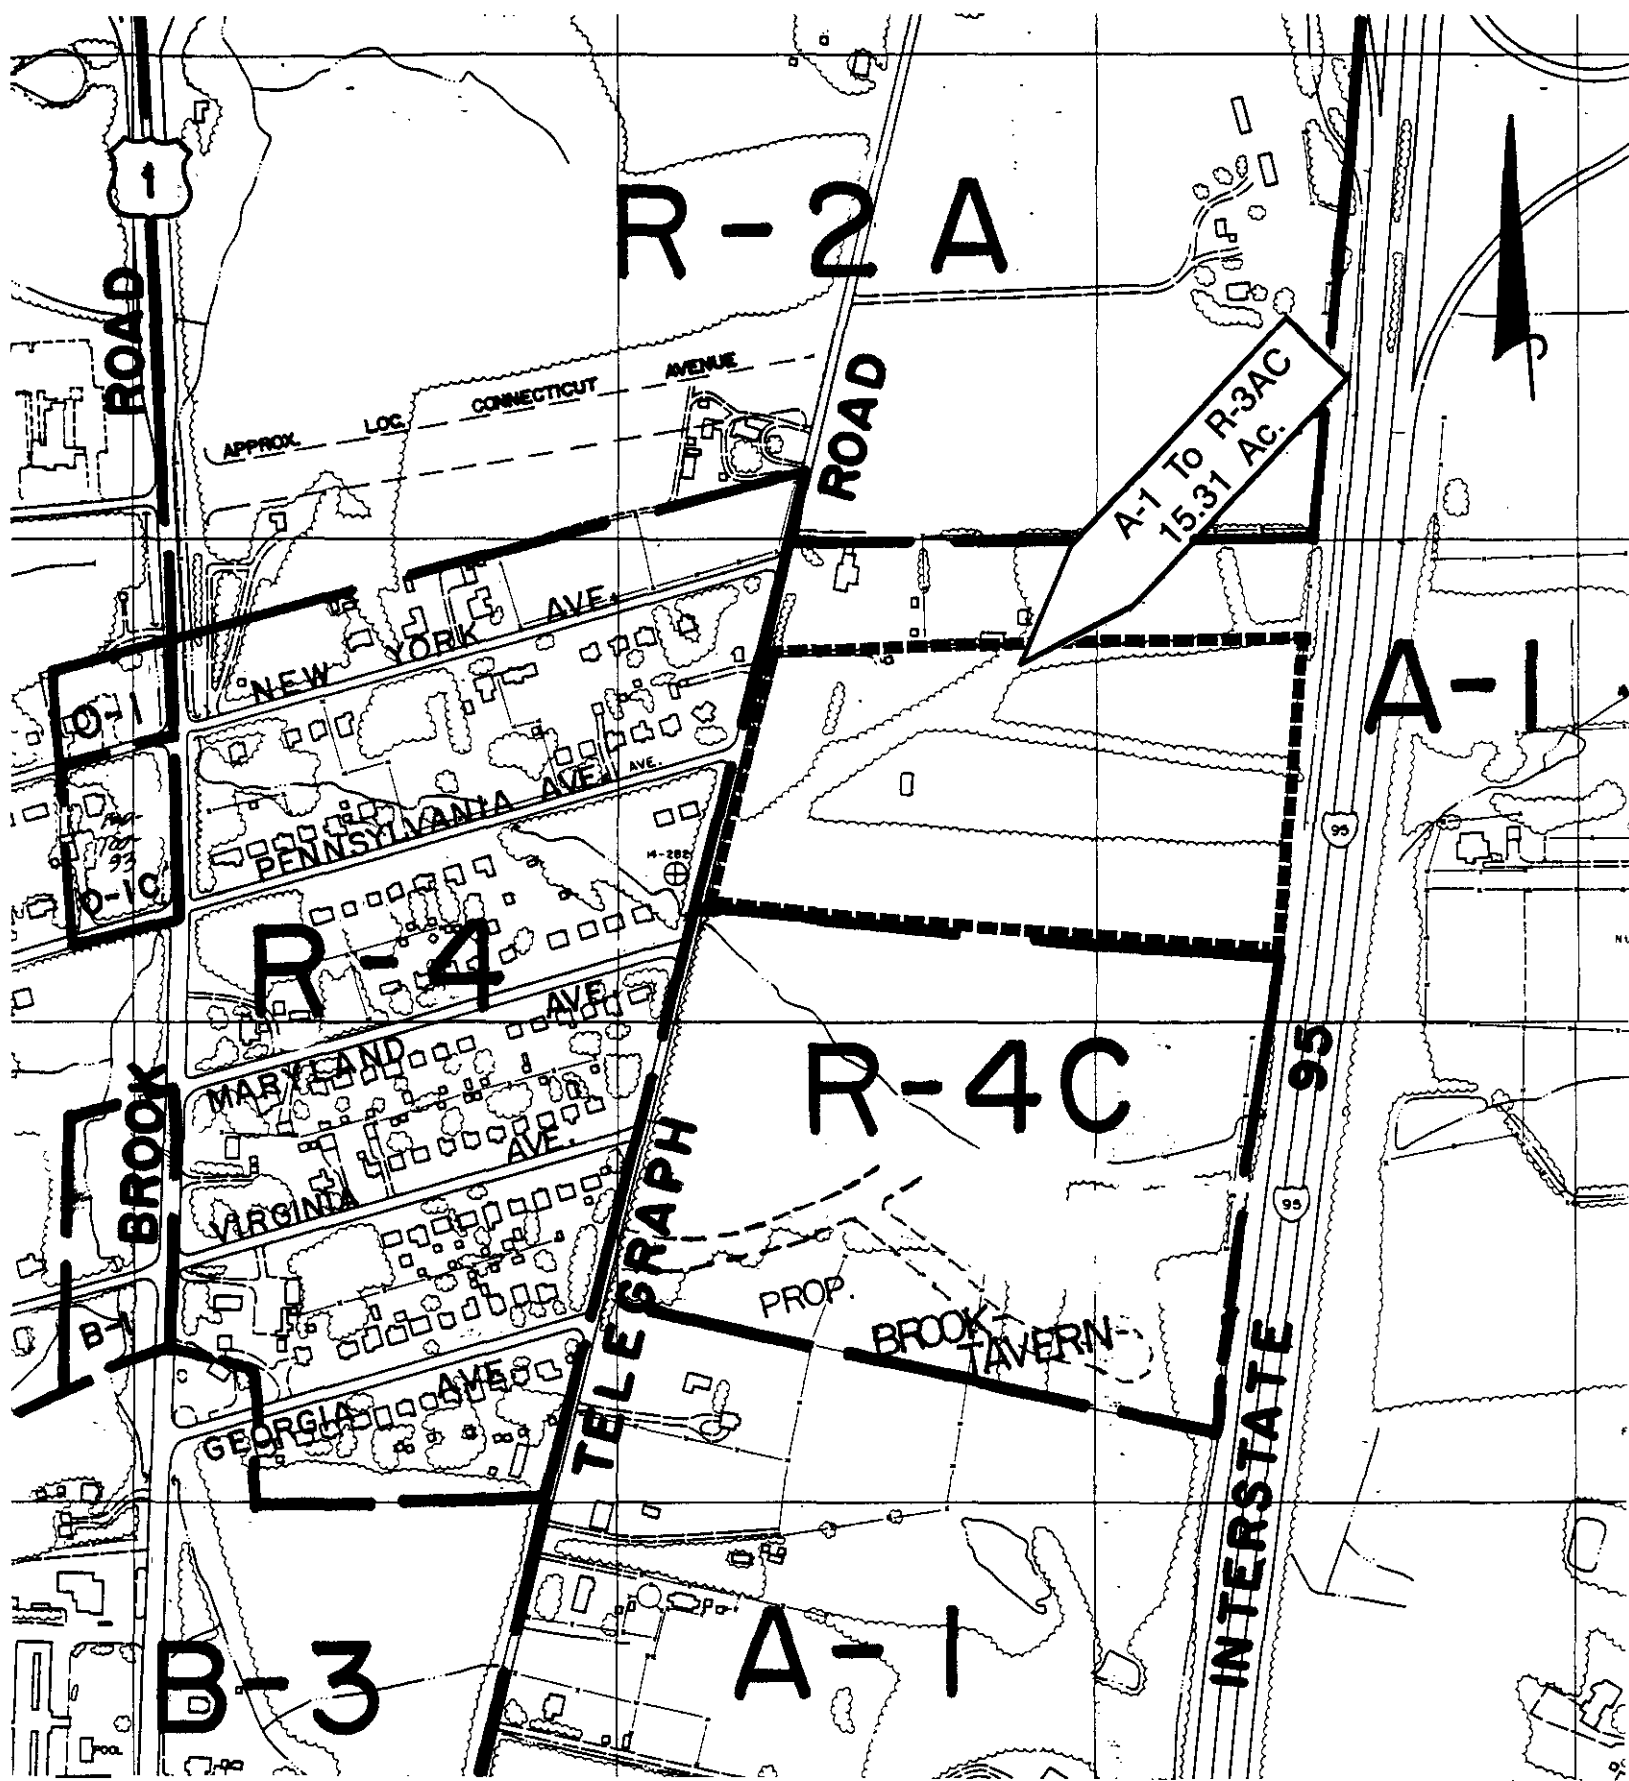 1
R-2A
ROAD
ROAD
APPROX. LOC. CONNECTICUT AVENUE
A-1 To R-3AC
15.31 Ac.
NEW YORK AVE.
O-1
A-1
PENNSYLVANIA AVE.
AVE.
95
14-282
O-1C
R-4
MARYLAND AVE.
R-4C
BROOK
95
VIRGINIA AVE.
95
TELEGRAPH
PROP. BROOK
TAVERN
B-1
GEORGIA AVE.
INTERSTATE
B-3
A-1
POOL